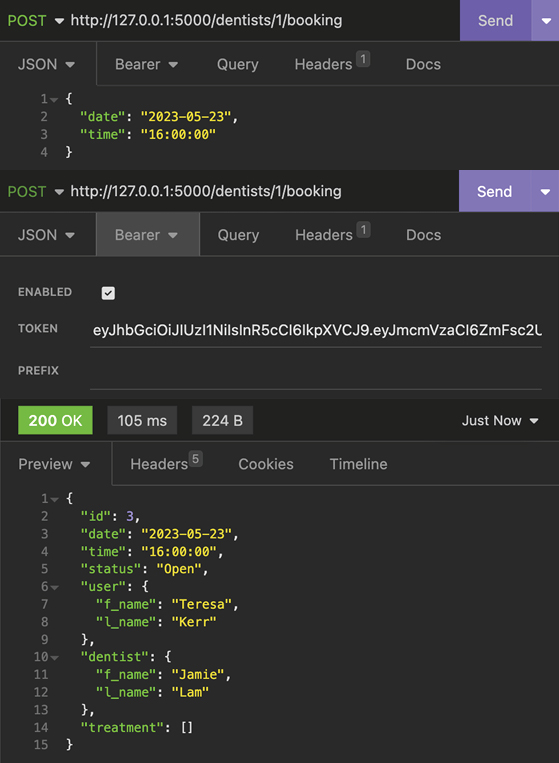 POST http://127.0.0.1:5000/dentists/1/booking Send
JSON Bearer Query Headers 1 Docs
1 {
2 "date": "2023-05-23",
3 "time": "16:00:00"
4 }
POST http://127.0.0.1:5000/dentists/1/booking Send
JSON Bearer Query Headers 1 Docs
ENABLED
TOKEN eyJhbGciOiJIUzI1NiIsInR5cCI6IkpXVCJ9.eyJmcmVzaCI6ZmFsc2U
PREFIX
200 OK 105 ms 224 B Just Now
Preview Headers 5 Cookies Timeline
1 {
2 "id": 3,
3 "date": "2023-05-23",
4 "time": "16:00:00",
5 "status": "Open",
6 "user": {
7 "f_name": "Teresa",
8 "l_name": "Kerr"
9 },
10 "dentist": {
11 "f_name": "Jamie",
12 "l_name": "Lam"
13 },
14 "treatment": []
15 }